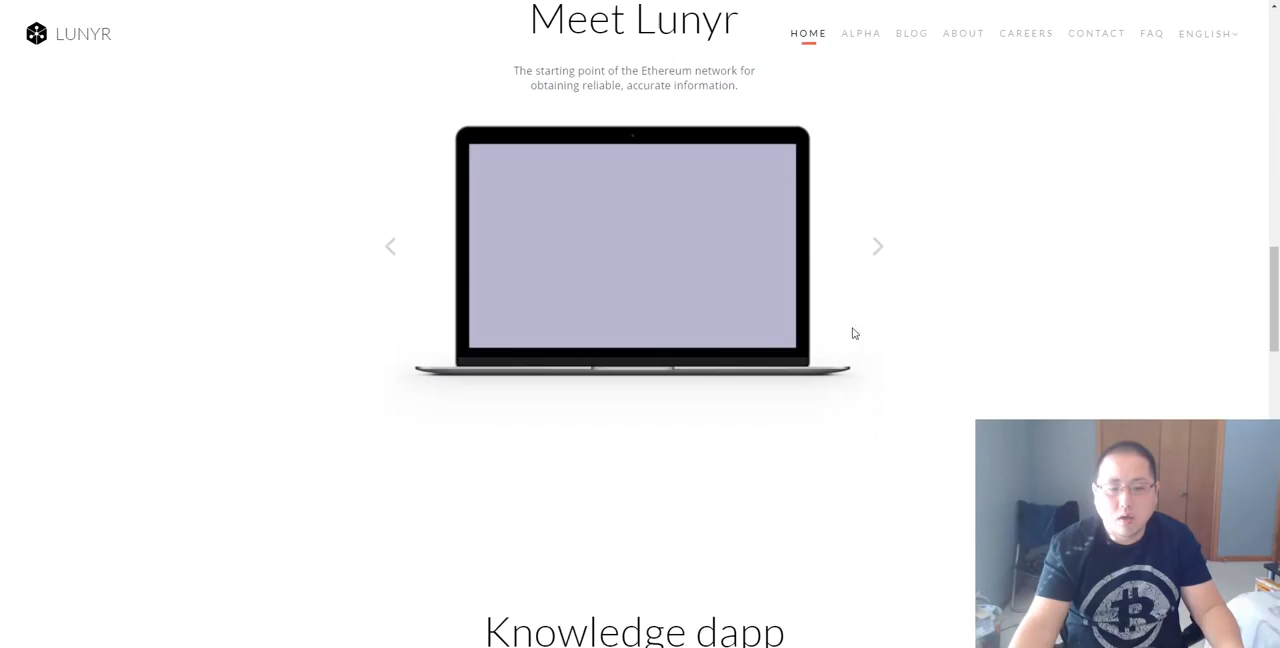 Meet Lunyr
LUNYR
HOME ALPHA BLOG ABOUT CAREERS CONTACT FAQ ENGLISH
The starting point of the Ethereum network for
obtaining reliable, accurate information.
Knowledge dapp